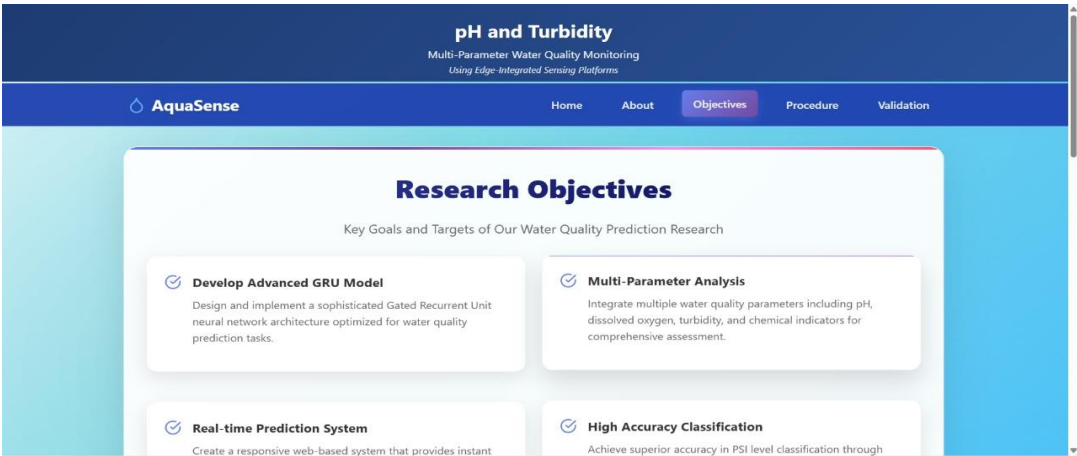 pH and Turbidity
Multi-Parameter Water Quality Monitoring
Using Edge-Integrated Sensing Platforms
AquaSense
Home
About
Objectives
Procedure
Validation
Research Objectives
Key Goals and Targets of Our Water Quality Prediction Research
Develop Advanced GRU Model
Design and implement a sophisticated Gated Recurrent Unit
neural network architecture optimized for water quality
prediction tasks.
Multi-Parameter Analysis
Integrate multiple water quality parameters including pH,
dissolved oxygen, turbidity, and chemical indicators for
comprehensive assessment.
Real-time Prediction System
Create a responsive web-based system that provides instant
High Accuracy Classification
Achieve superior accuracy in PSI level classification through